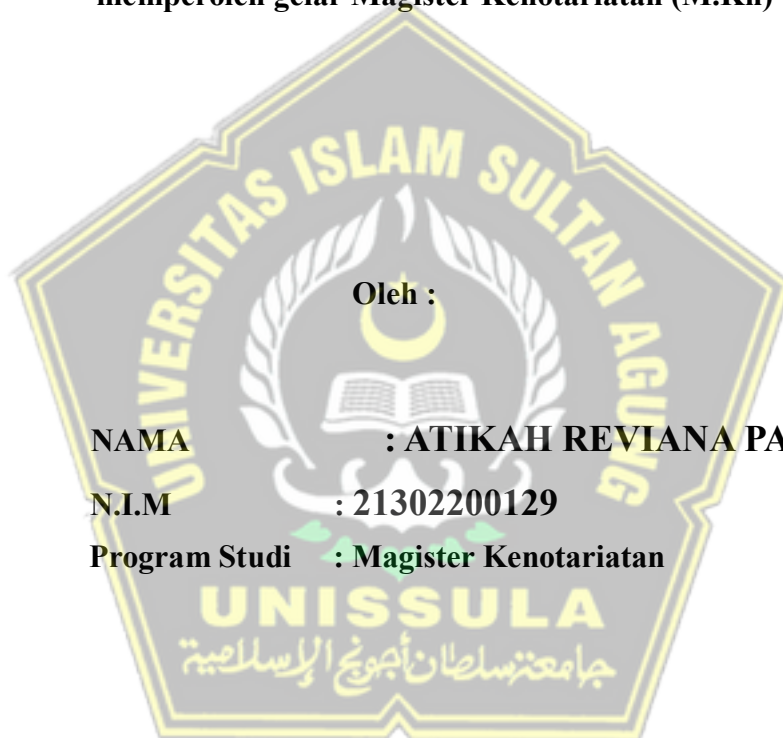 memperoleh gelar Magister Kenotariatan (M.Kn)
UNIVERSITAS ISLAM SULTAN AGUNG
Oleh :
NAMA : ATIKAH REVIANA PA
N.I.M : 21302200129
Program Studi : Magister Kenotariatan
UNISSULA
جامعة سلطان أجونج الإسلامية